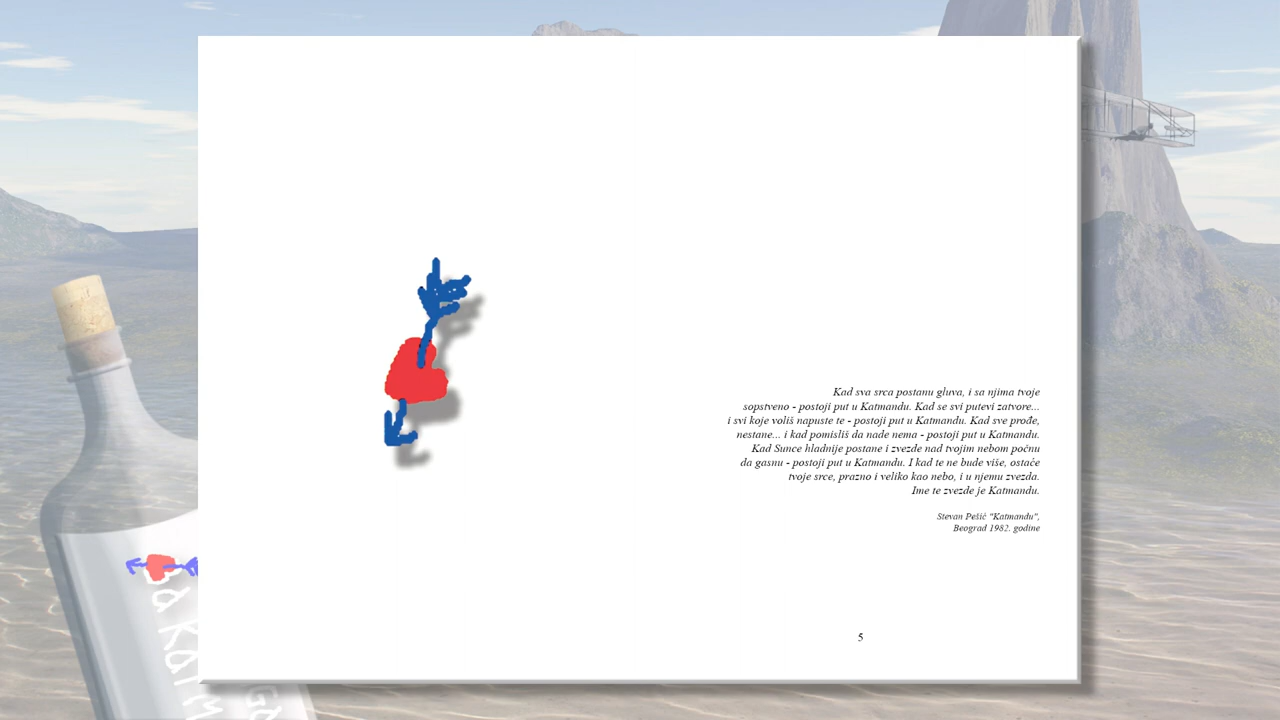 Kad sva srca postanu gluva, i sa njima tvoje
sopstveno - postoji put u Katmandu. Kad se svi putevi zatvore...
i svi koje voliš napuste te - postoji put u Katmandu. Kad sve prođe,
nestane... i kad pomisliš da nade nema - postoji put u Katmandu.
Kad Sunce hladnije postane i zvezde nad tvojim nebom počnu
da gasnu - postoji put u Katmandu. I kad te ne bude više, ostaće
tvoje srce, prazno i veliko kao nebo, i u njemu zvezda.
Ime te zvezde je Katmandu.
Stevan Pešić "Katmandu",
Beograd 1982. godine
5